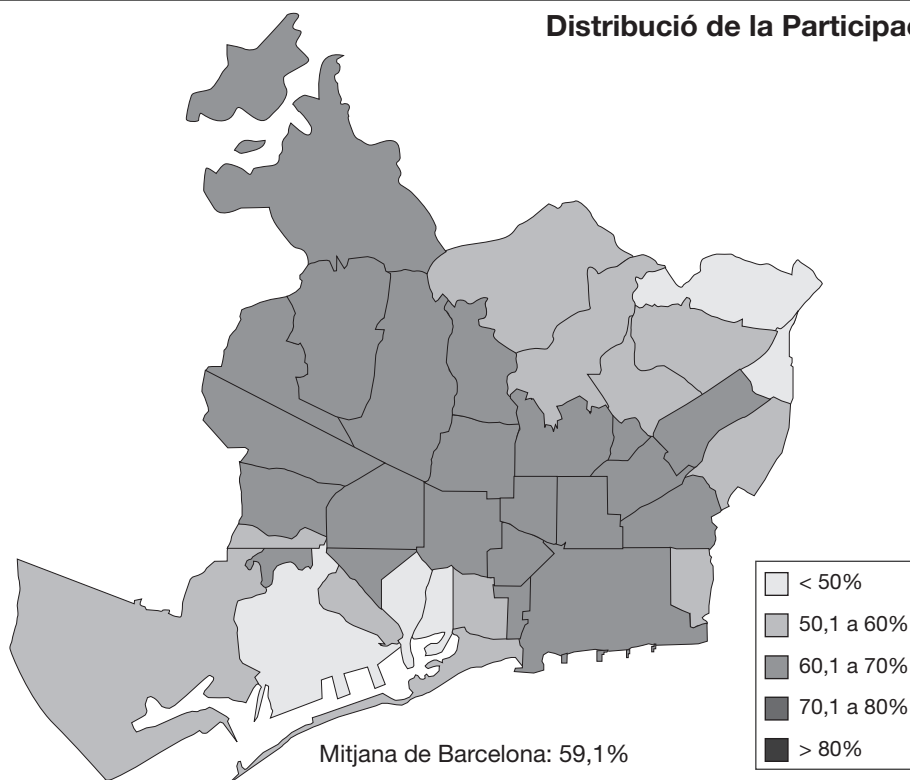 Distribució de la Participac
< 50%
50,1 a 60%
60,1 a 70%
70,1 a 80%
> 80%
Mitjana de Barcelona: 59,1%